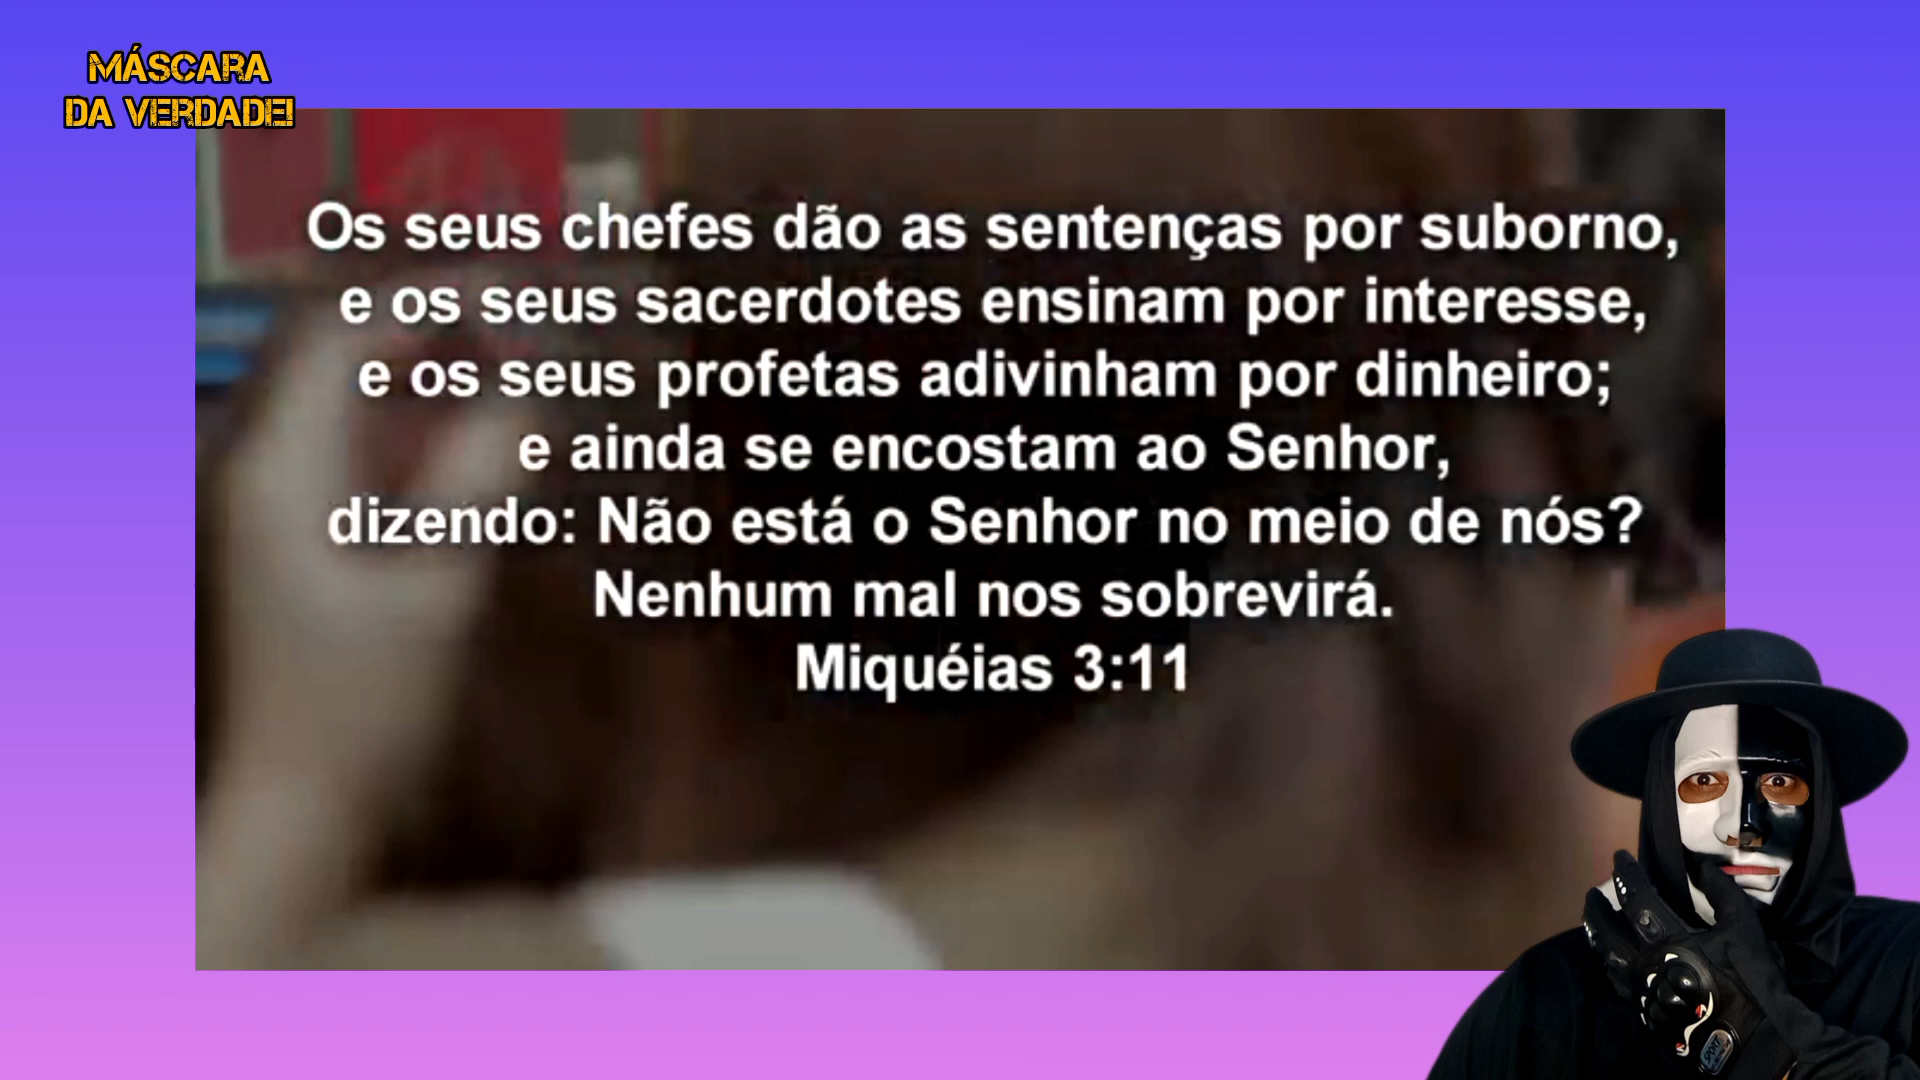 MÁSCARA
DA VERDADE!
Os seus chefes dão as sentenças por suborno,
e os seus sacerdotes ensinam por interesse,
e os seus profetas adivinham por dinheiro;
e ainda se encostam ao Senhor,
dizendo: Não está o Senhor no meio de nós?
Nenhum mal nos sobrevirá.
Miquéias 3:11
SPORT